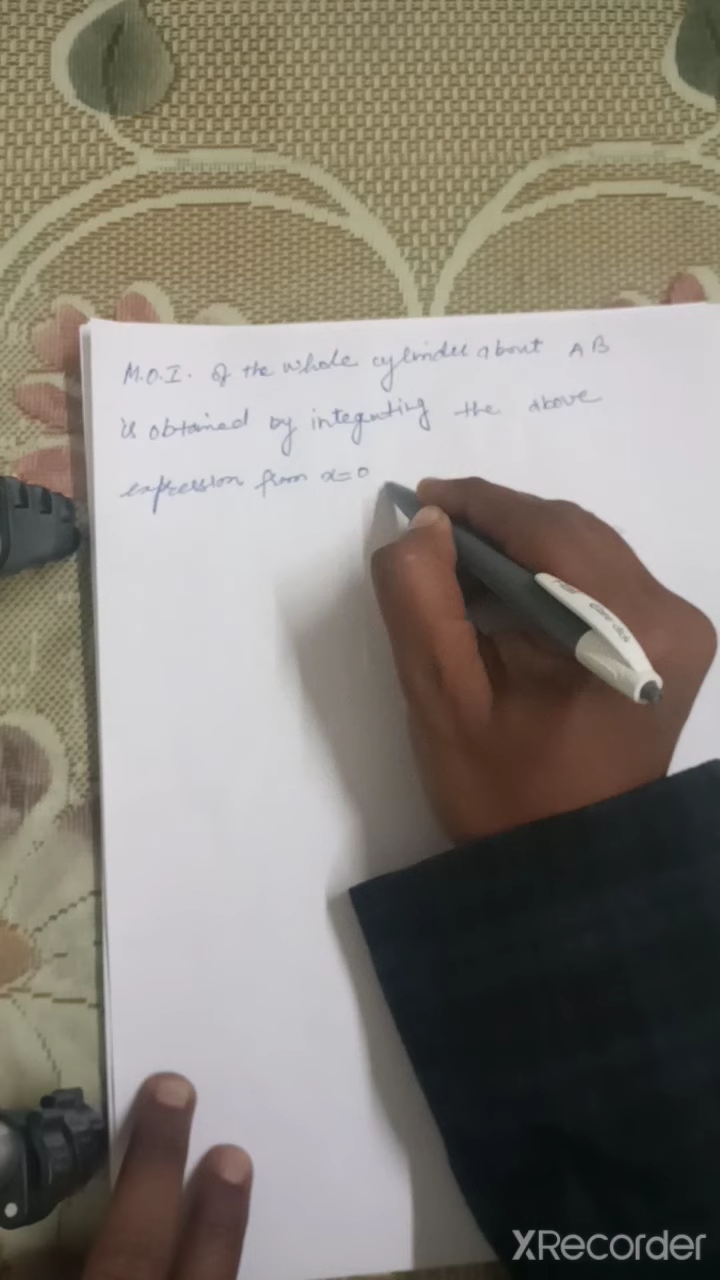 M.O.I. of the whole cylinder about AB
is obtained by integrating the above
expression from x=0
XRecorder